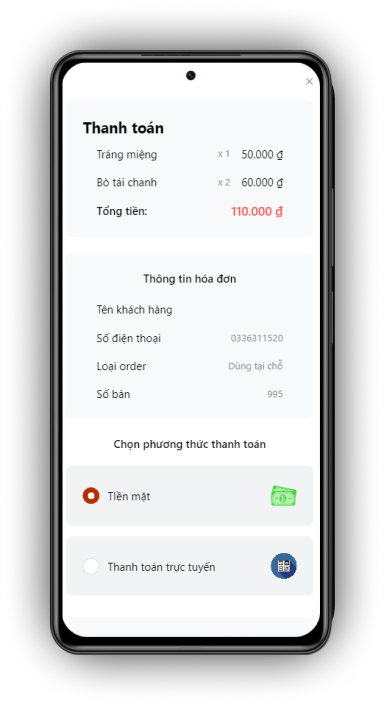 ×
Thanh toán
Tráng miệng x 1 50.000 ₫
Bò tái chanh x 2 60.000 ₫
Tổng tiền: 110.000 ₫
Thông tin hóa đơn
Tên khách hàng
Số điện thoại 0336311520
Loại order Dùng tại chỗ
Số bàn 995
Chọn phương thức thanh toán
Tiền mặt
Thanh toán trực tuyến